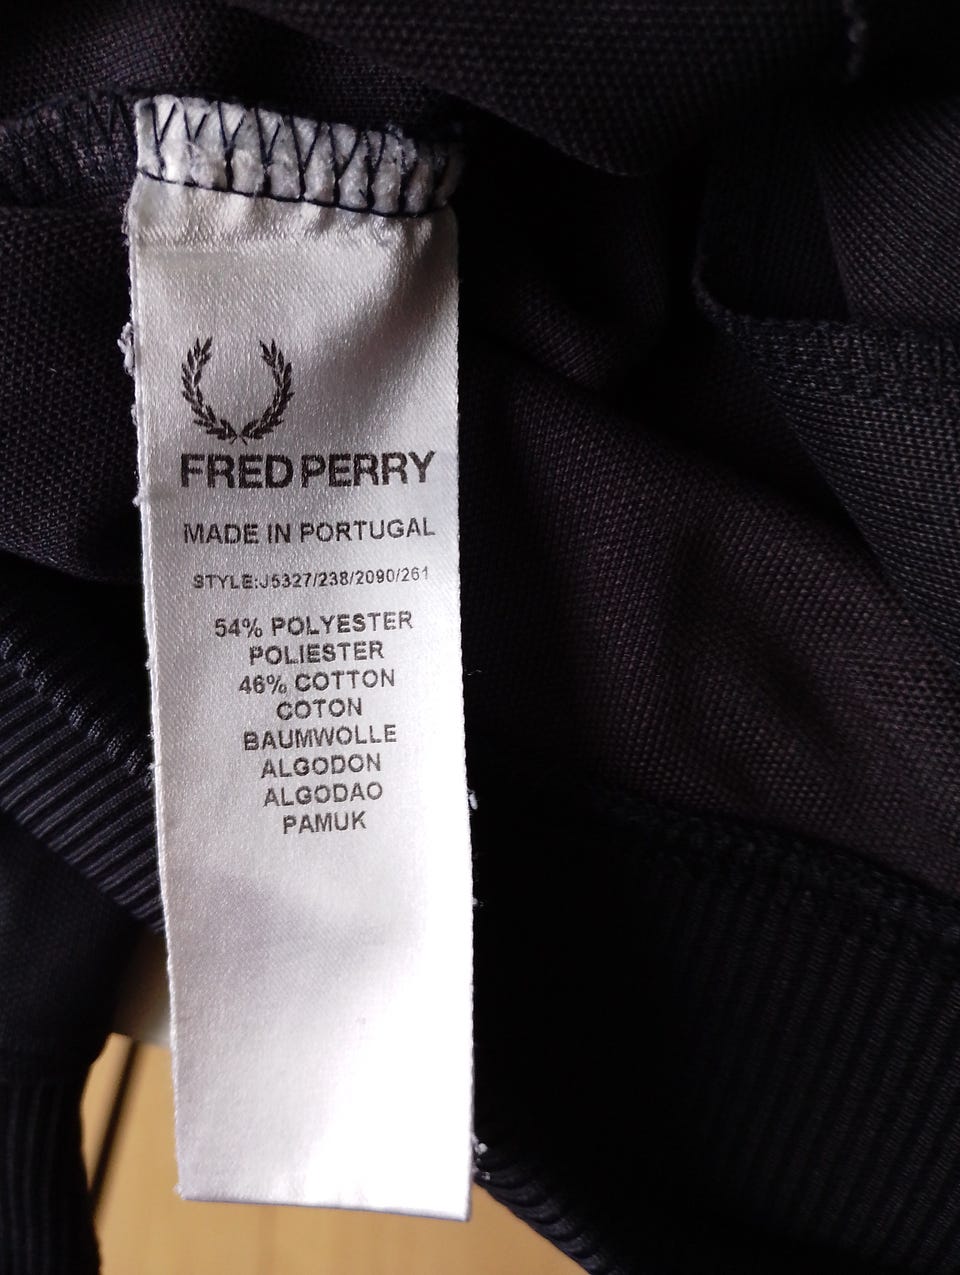 FRED PERRY
MADE IN PORTUGAL
STYLE:J5327/238/2090/261
54% POLYESTER
POLIESTER
46% COTTON
COTON
BAUMWOLLE
ALGODON
ALGODAO
PAMUK